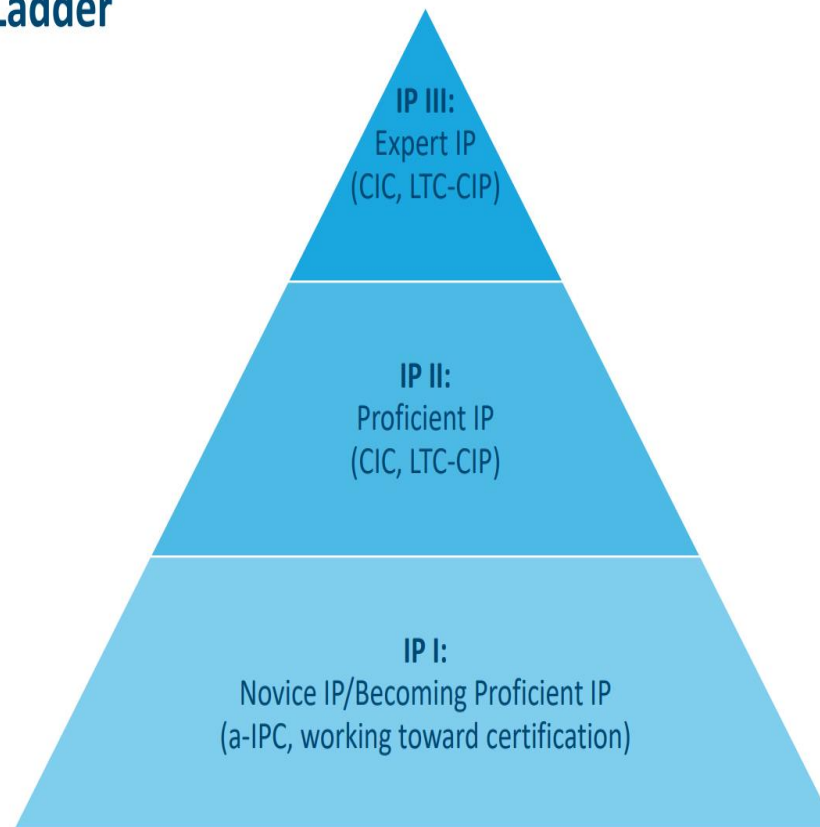 Ladder
IP III:
Expert IP
(CIC, LTC-CIP)
IP II:
Proficient IP
(CIC, LTC-CIP)
IP I:
Novice IP/Becoming Proficient IP
(a-IPC, working toward certification)